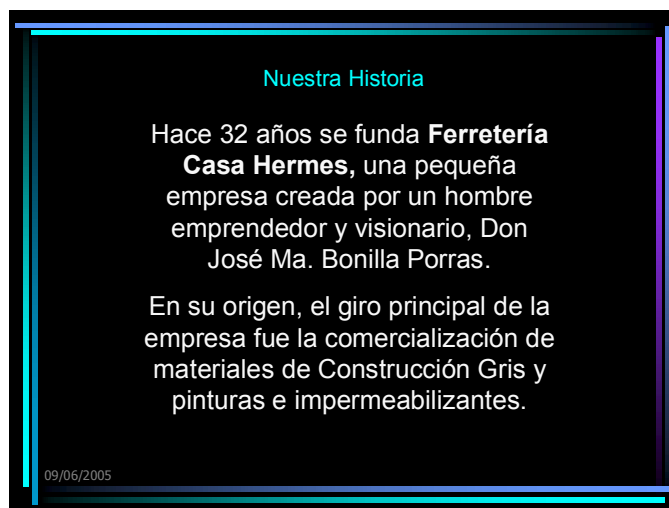 Nuestra Historia
Hace 32 años se funda Ferretería
Casa Hermes, una pequeña
empresa creada por un hombre
emprendedor y visionario, Don
José Ma. Bonilla Porras.
En su origen, el giro principal de la
empresa fue la comercialización de
materiales de Construcción Gris y
pinturas e impermeabilizantes.
09/06/2005